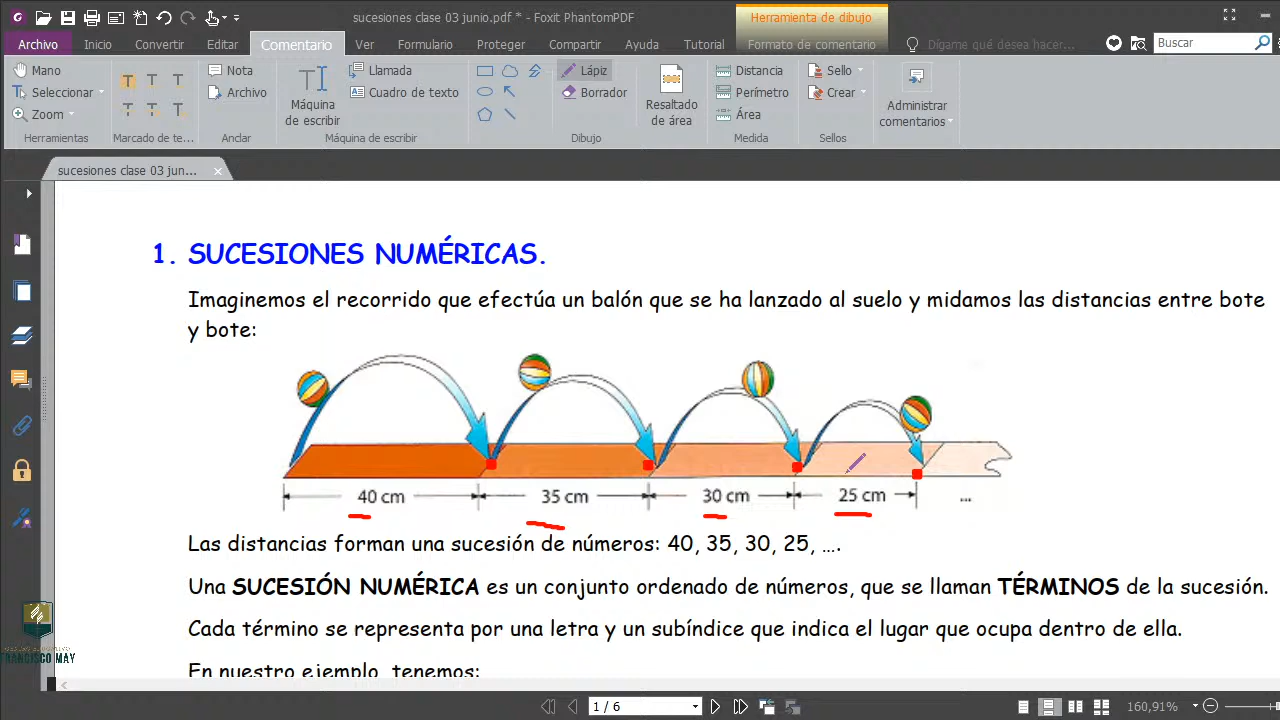 sucesiones clase 03 junio.pdf * - Foxit PhantomPDF
Herramienta de dibujo
Archivo Inicio Convertir Editar Comentario Ver Formulario Proteger Compartir Ayuda Tutorial Formato de comentario Dígame qué desea hacer... Buscar
Mano
Seleccionar
Zoom
Herramientas
Marcado de te...
Nota
Archivo
Andar
Máquina
de escribir
Llamada
Cuadro de texto
Máquina de escribir
Lápiz
Borrador
Dibujo
Resaltado
de área
Distancia
Perímetro
Área
Medida
Sello
Crear
Sellos
Administrar
comentarios
sucesiones clase 03 jun... ×
1. SUCESIONES NUMÉRICAS.
Imaginemos el recorrido que efectúa un balón que se ha lanzado al suelo y midamos las distancias entre bote
y bote:
40 cm 35 cm 30 cm 25 cm ...
Las distancias forman una sucesión de números: 40, 35, 30, 25, ….
Una SUCESIÓN NUMÉRICA es un conjunto ordenado de números, que se llaman TÉRMINOS de la sucesión.
Cada término se representa por una letra y un subíndice que indica el lugar que ocupa dentro de ella.
En nuestro ejemplo, tenemos:
FRANCISCO MAY
1 / 6
160,91%